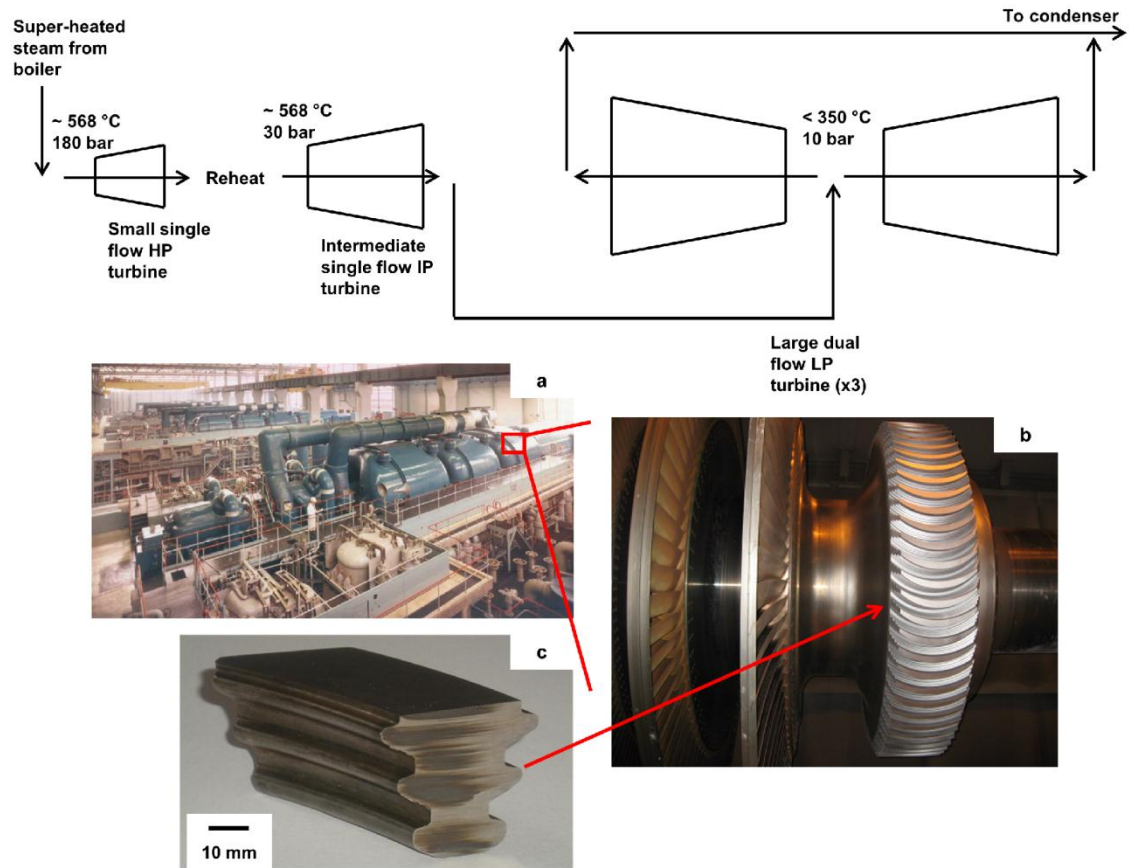 Super-heated
steam from
boiler
~ 568 °C
180 bar
Small single
flow HP
turbine
Reheat
~ 568 °C
30 bar
Intermediate
single flow IP
turbine
< 350 °C
10 bar
To condenser
Large dual
flow LP
turbine (x3)
a
b
c
10 mm